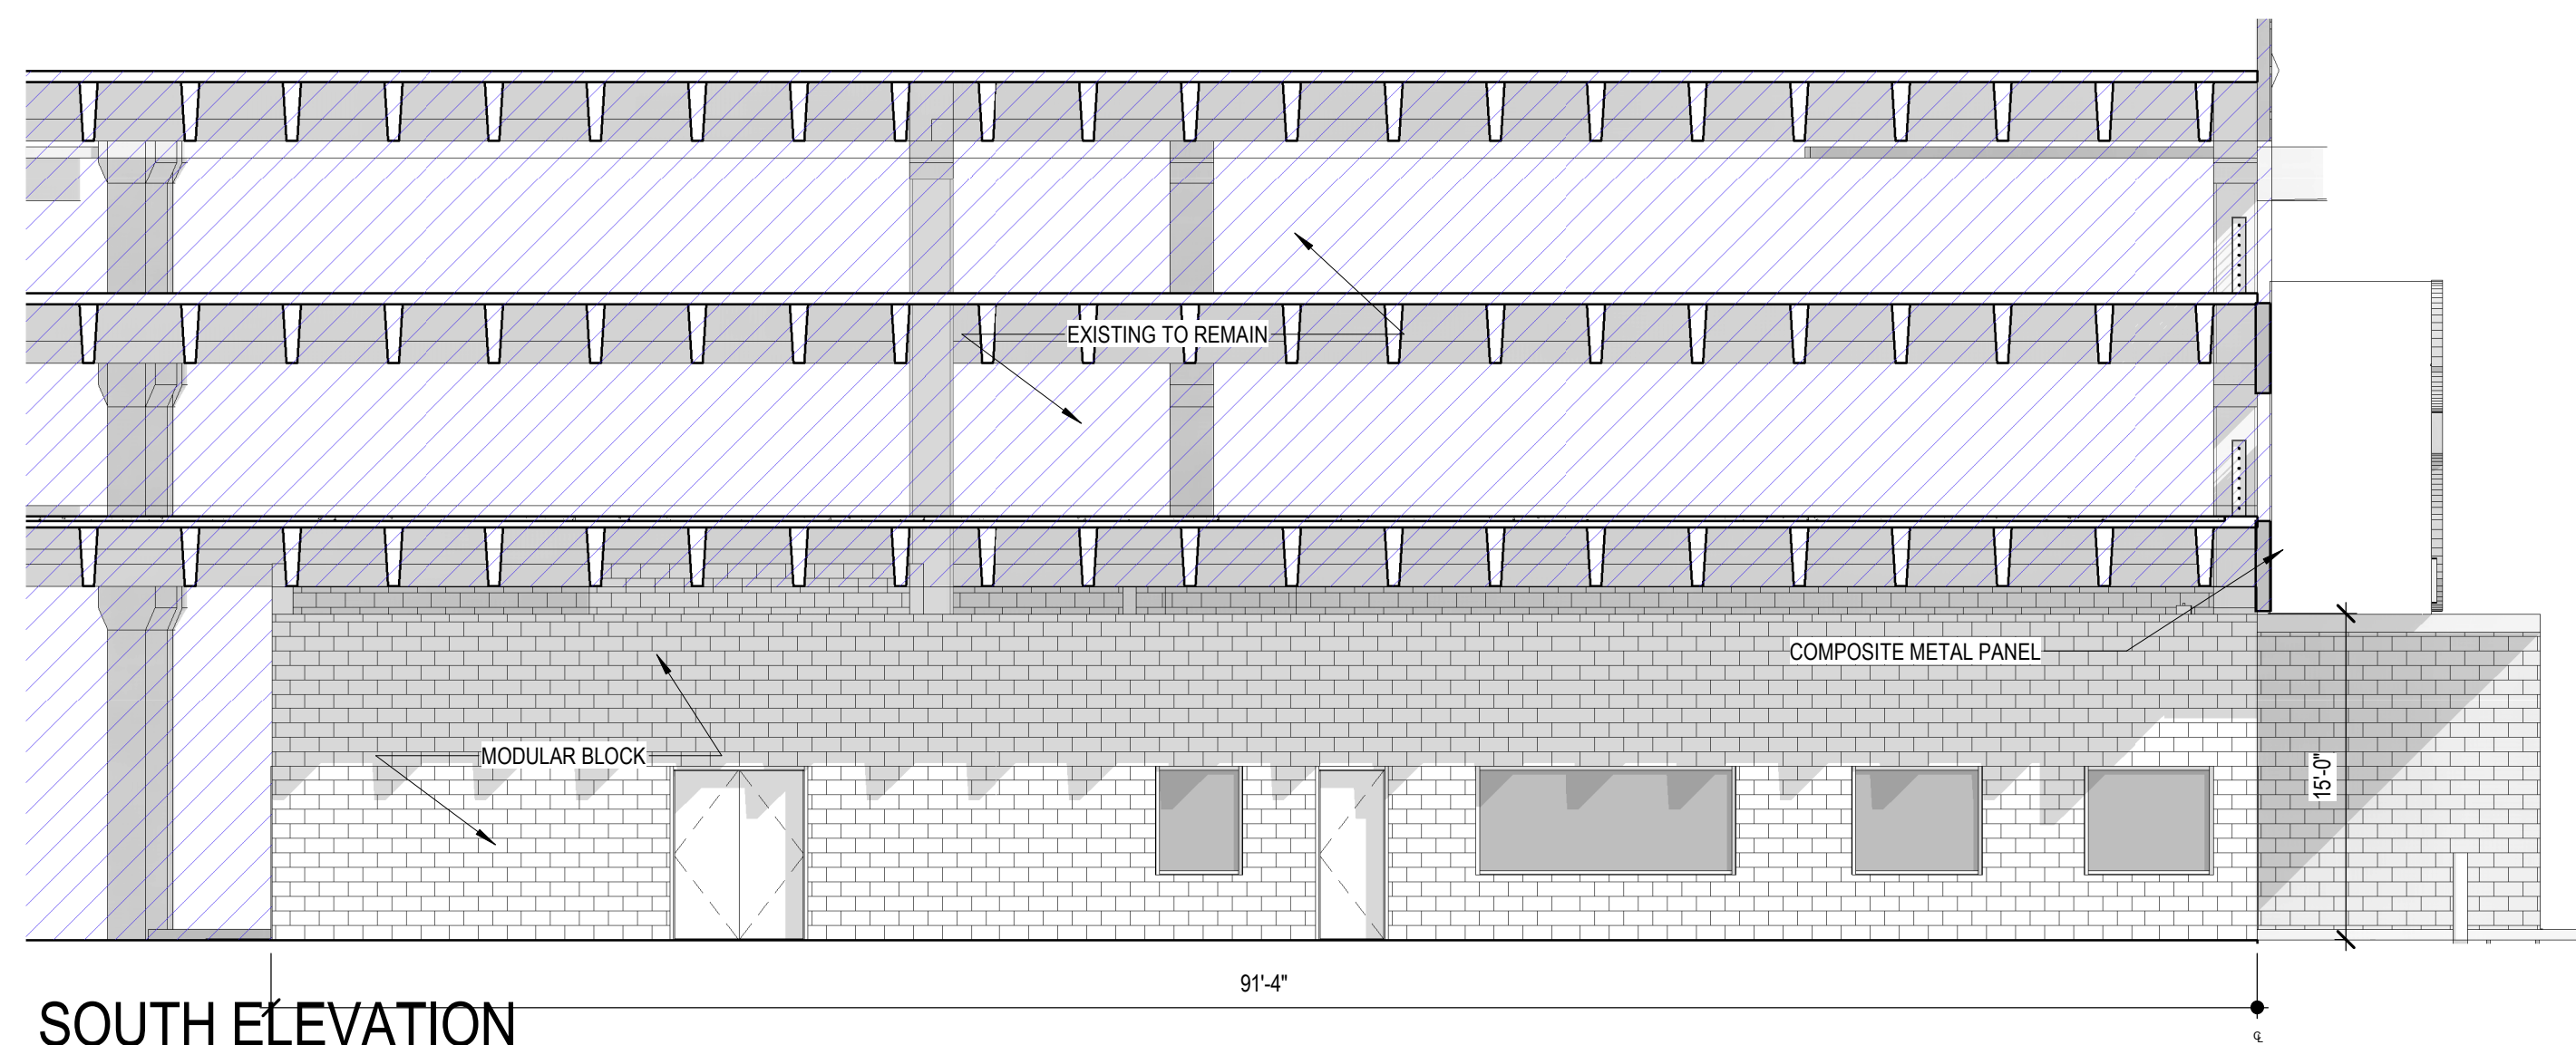 EXISTING TO REMAIN
COMPOSITE METAL PANEL
MODULAR BLOCK
15'-0"
91'-4"
SOUTH ELEVATION
℄